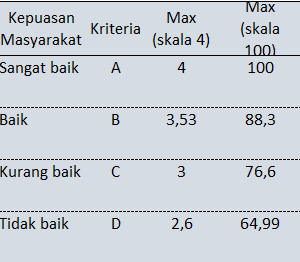 Kepuasan Masyarakat Kriteria Max (skala 4) Max (skala 100)
Sangat baik A 4 100
Baik B 3,53 88,3
Kurang baik C 3 76,6
Tidak baik D 2,6 64,99